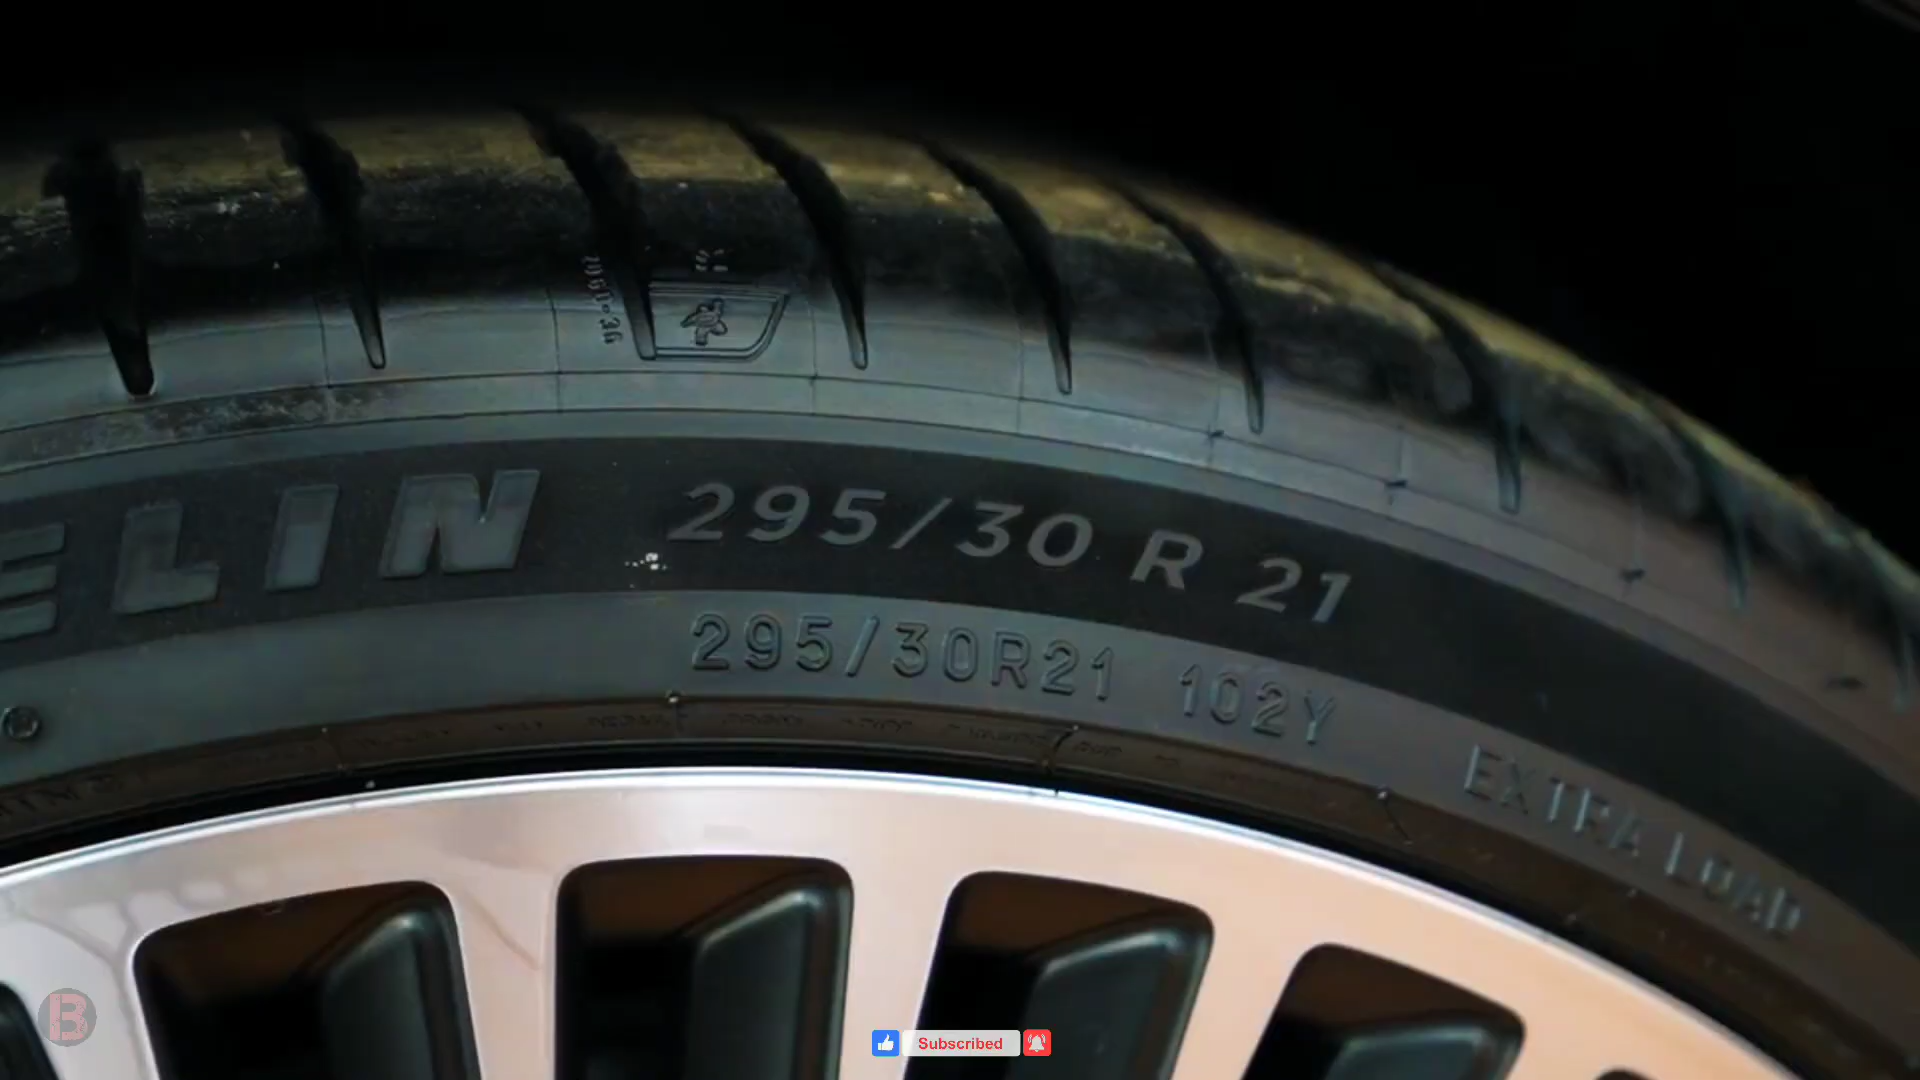 ELIN 295/30 R 21
295/30R21 102Y
EXTRA LOAD
B
Subscribed